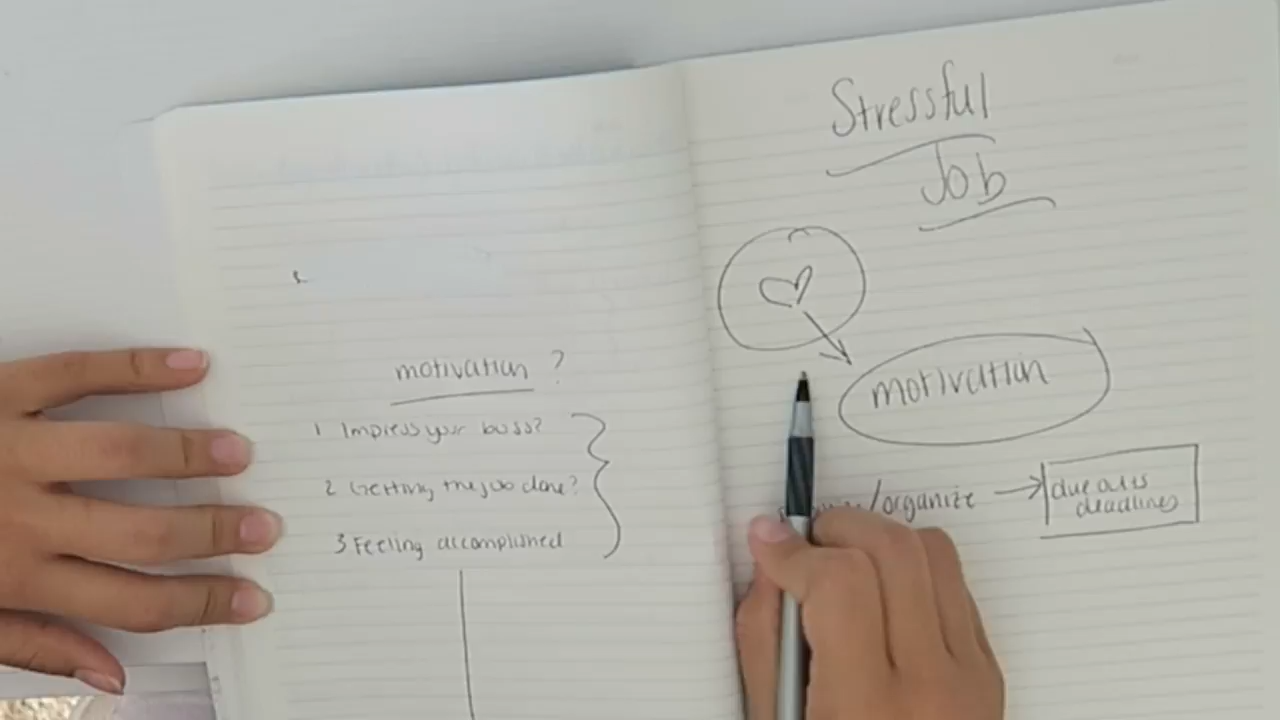 motivation ?
1 Impress your boss?
2 Getting the job done?
3 Feeling accomplished
Stressful
Job
motivation
/organize
due dates
deadlines